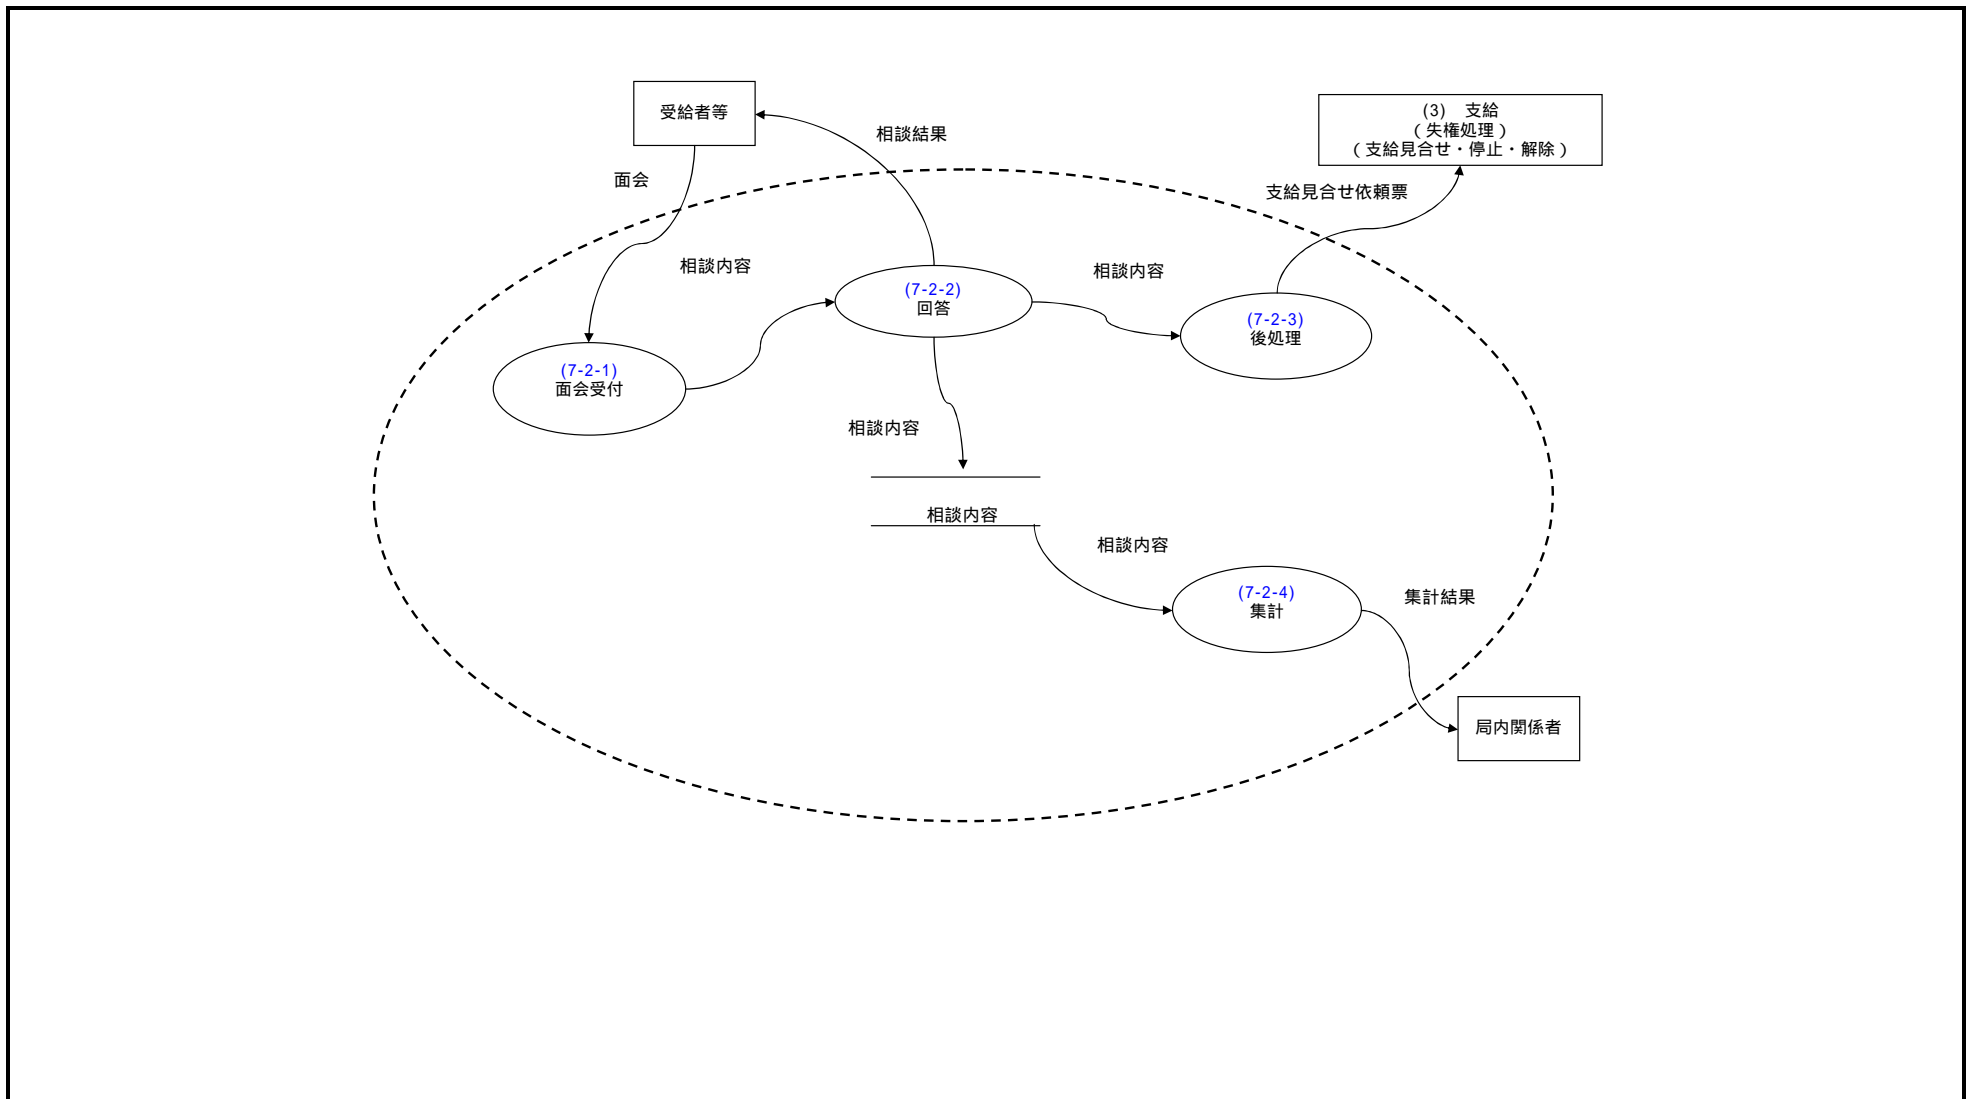 受給者等
(3) 支給
(失権処理)
(支給見合せ・停止・解除)
相談結果
面会
支給見合せ依頼票
相談内容
相談内容
(7-2-2)
回答
(7-2-3)
後処理
(7-2-1)
面会受付
相談内容
相談内容
相談内容
(7-2-4)
集計
集計結果
局内関係者